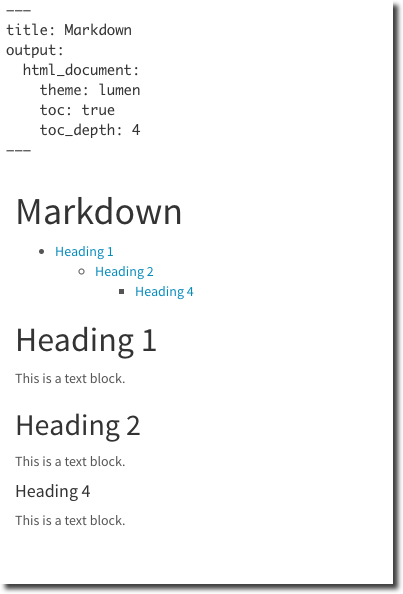 ---
title: Markdown
output:
  html_document:
    theme: lumen
    toc: true
    toc_depth: 4
---
Markdown
Heading 1
Heading 2
Heading 4
Heading 1
This is a text block.
Heading 2
This is a text block.
Heading 4
This is a text block.